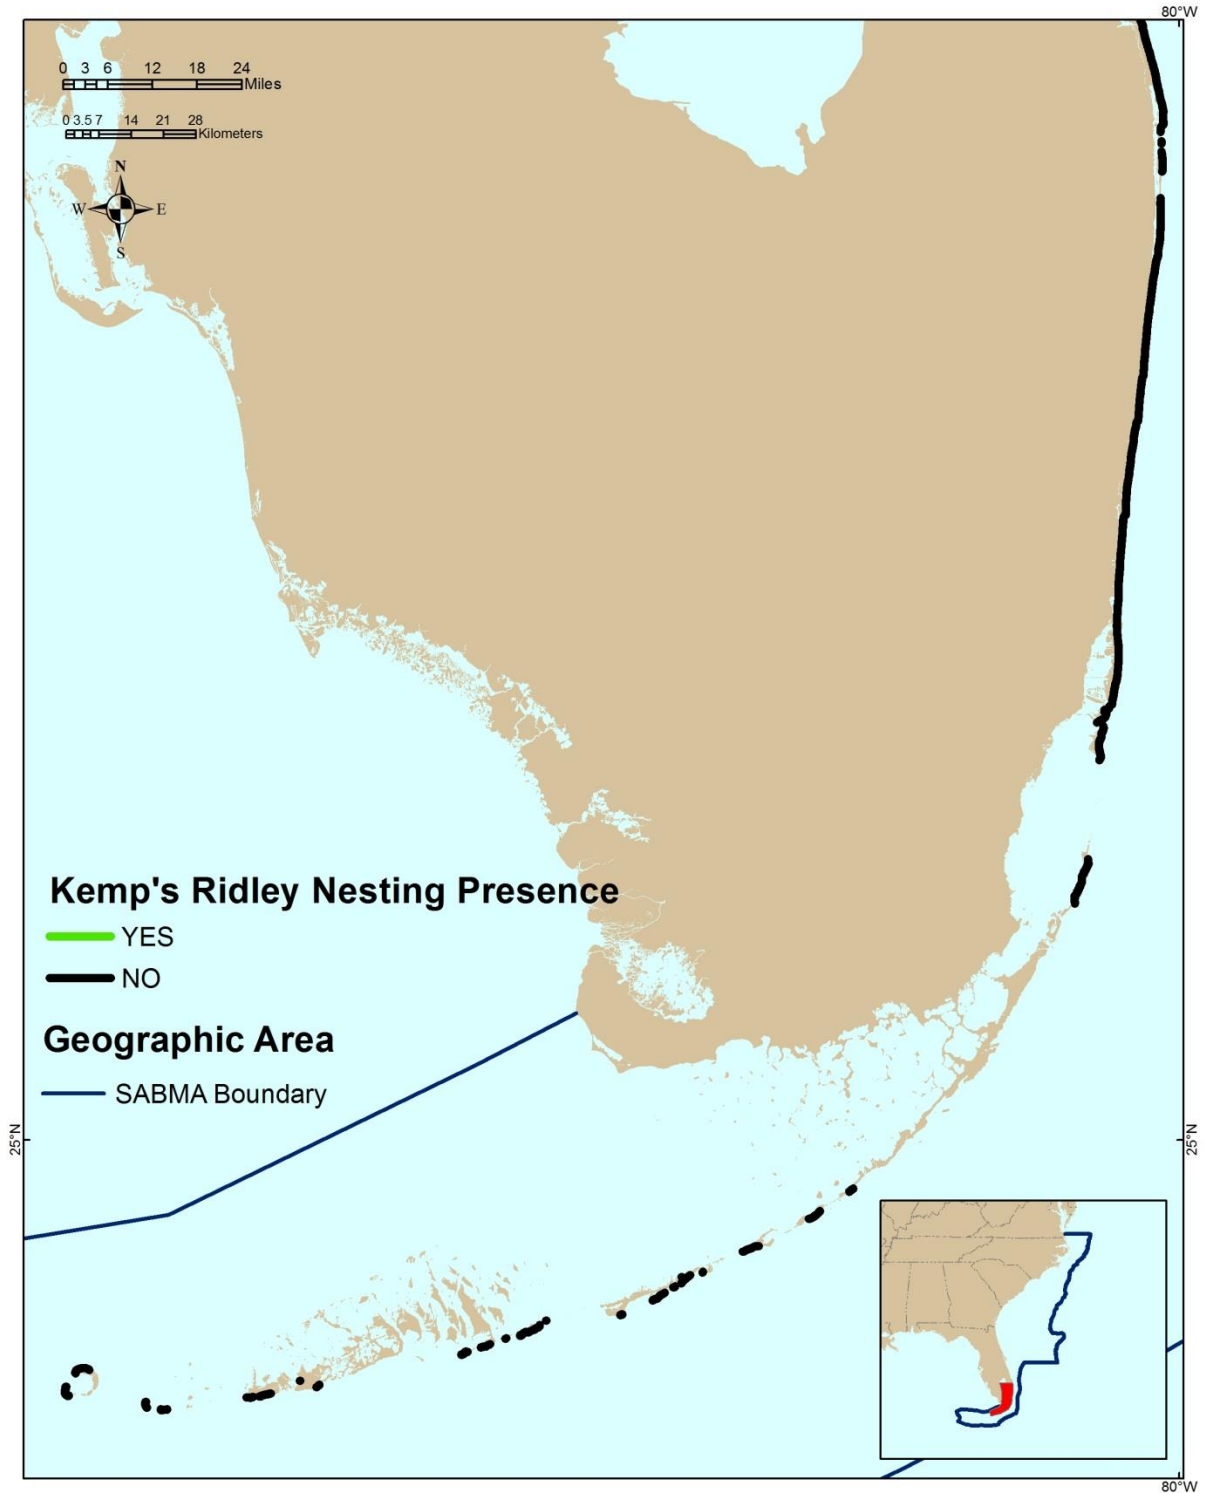 80°W
0 3 6 12 18 24
Miles
0 3.5 7 14 21 28
Kilometers
N
W E
S
Kemp's Ridley Nesting Presence
YES
NO
Geographic Area
SABMA Boundary
25°N
25°N
80°W